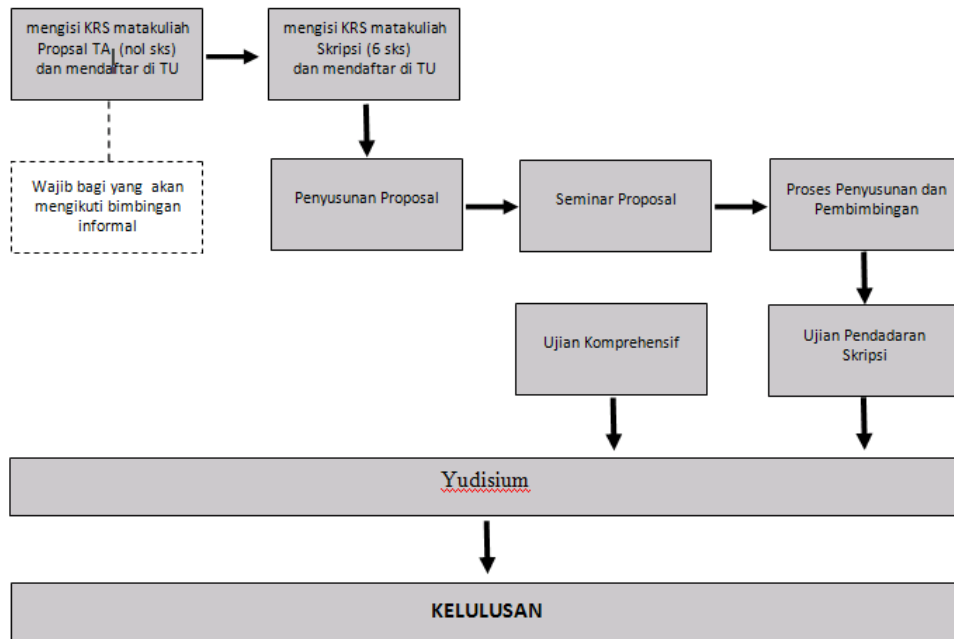 mengisi KRS matakuliah
Propsal TA (nol sks)
dan mendaftar di TU
mengisi KRS matakuliah
Skripsi (6 sks)
dan mendaftar di TU
Wajib bagi yang akan
mengikuti bimbingan
informal
Penyusunan Proposal
Seminar Proposal
Proses Penyusunan dan
Pembimbingan
Ujian Komprehensif
Ujian Pendadaran
Skripsi
Yudisium
KELULUSAN